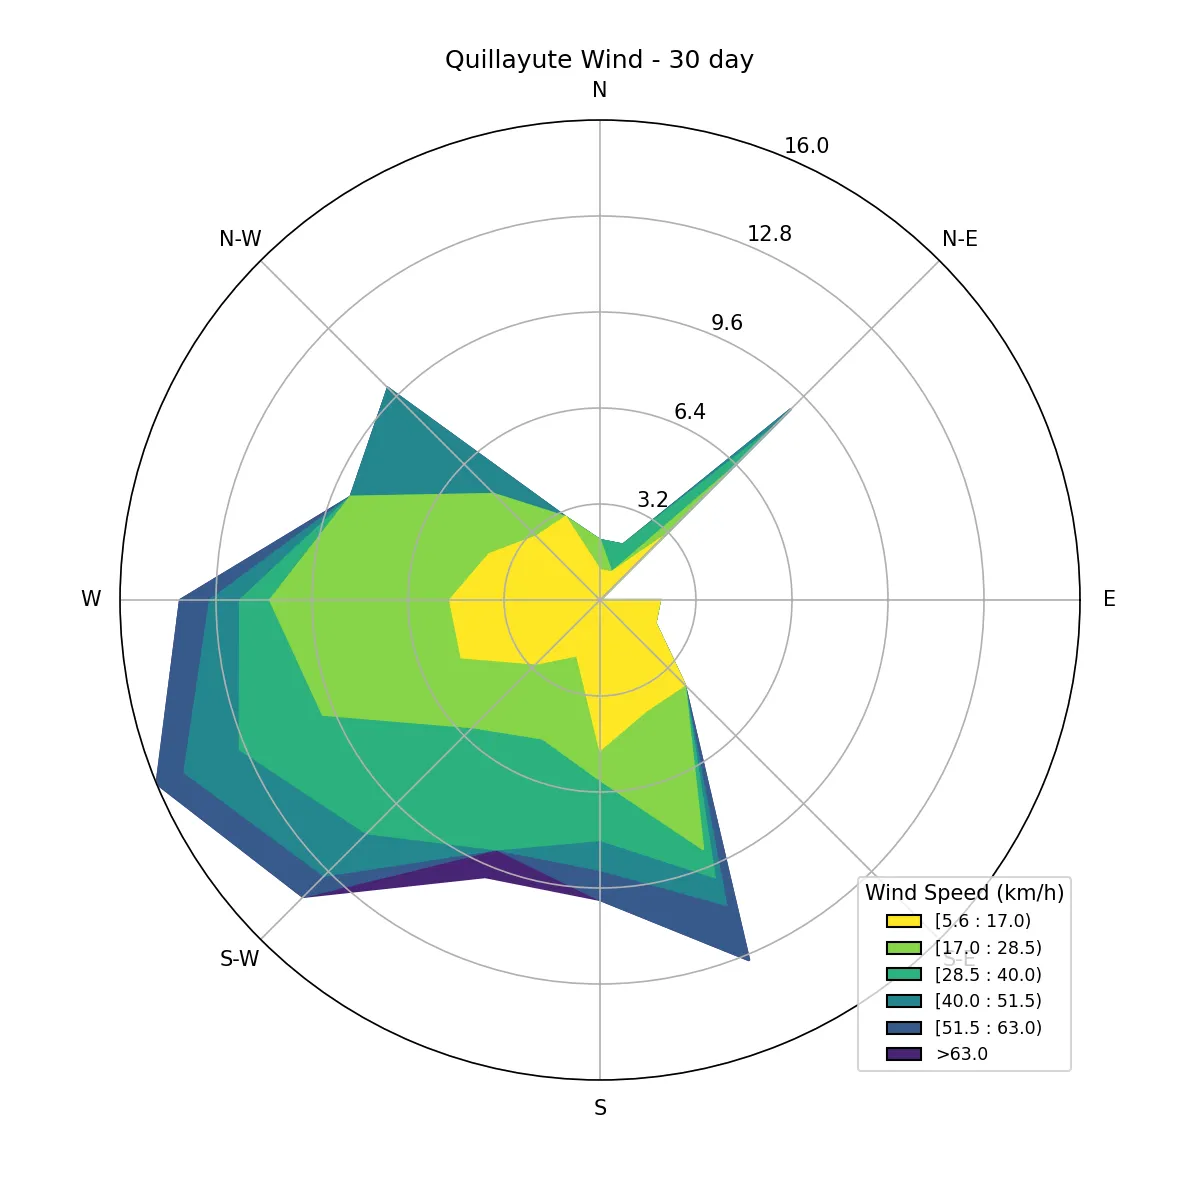 Quillayute Wind - 30 day
N
16.0
12.8
N-W
N-E
9.6
6.4
3.2
W
E
S-W
S-E
Wind Speed (km/h)
[5.6 : 17.0)
[17.0 : 28.5)
[28.5 : 40.0)
[40.0 : 51.5)
[51.5 : 63.0)
>63.0
S